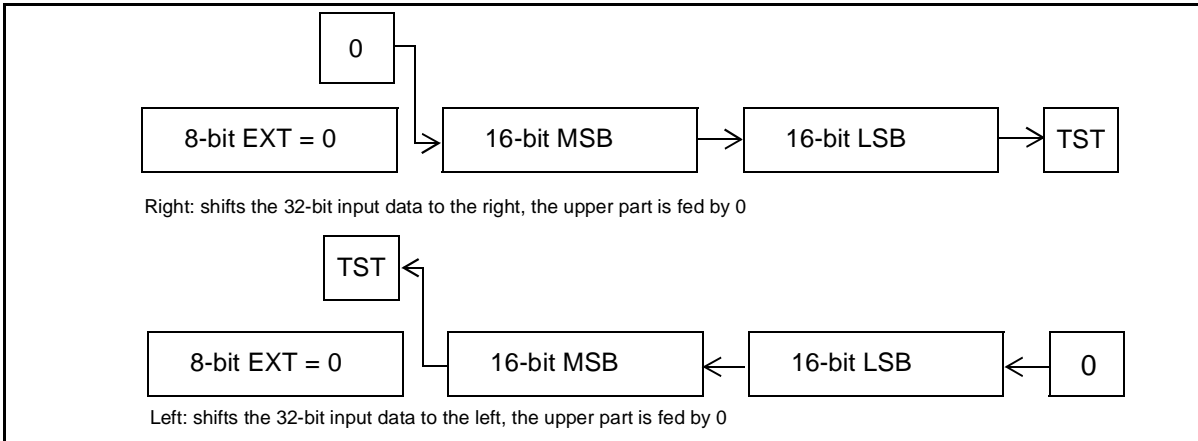 0
8-bit EXT = 0
16-bit MSB
16-bit LSB
TST
Right: shifts the 32-bit input data to the right, the upper part is fed by 0
TST
8-bit EXT = 0
16-bit MSB
16-bit LSB
0
Left: shifts the 32-bit input data to the left, the upper part is fed by 0